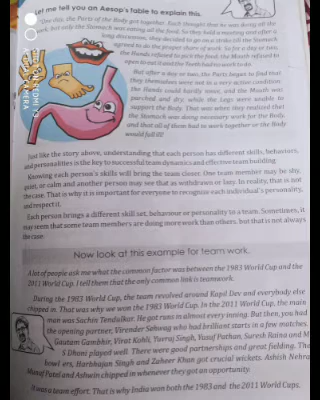 Let me tell you an Aesop's fable to explain this.
One day, the Parts of the Body got together. Each thought that he was doing all the
work, but only the Stomach was eating all the food. So they held a meeting and after a
long discussion, they decided to go on a strike till the Stomach
agreed to do the proper share of work. So for a day or two,
the Hands refused to pick the food, the Mouth refused to
open to eat it and the Teeth had no work to do.
But after a day or two, the Parts began to find that
they themselves were not in a very active condition.
The Hands could hardly move, and the Mouth was
parched and dry, while the Legs were unable to
support the Body. That was when they realized that
the Stomach was doing necessary work for the Body,
and that all of them had to work together or the Body
would fall ill!
Just like the story above, understanding that each person has different skills, behaviors,
and personalities is the key to successful team dynamics and effective team building.
Knowing each person's skills will bring the team closer. One team member may be shy,
quiet, or calm and another person may see that as withdrawn or lazy. In reality, that is not
the case. That is why it is important for everyone to recognize each individual's personality,
and respect it.
Each person brings a different skill set, behaviour or personality to a team. Sometimes, it
may seem that some team members are doing more work than others, but that is not always
the case.
Now look at this example for team work.
A lot of people ask me what the common factor was between the 1983 World Cup and the
2011 World Cup. I tell them that the only common link is teamwork.
During the 1983 World Cup, the team revolved around Kapil Dev and everybody else
chipped in. That was why we won the 1983 World Cup. In the 2011 World Cup, the main
man was Sachin Tendulkar. He got runs in almost every inning. But then, you had
the opening partner, Virender Sehwag who had brilliant starts in a few matches.
Gautam Gambhir, Virat Kohli, Yuvraj Singh, Yusuf Pathan, Suresh Raina and M
S Dhoni played well. There were good partnerships and great fielding. The
bowlers, Harbhajan Singh and Zaheer Khan got crucial wickets. Ashish Nehra
Munaf Patel and Ashwin chipped in whenever they got an opportunity.
It was a team effort. That is why India won both the 1983 and the 2011 World Cups.